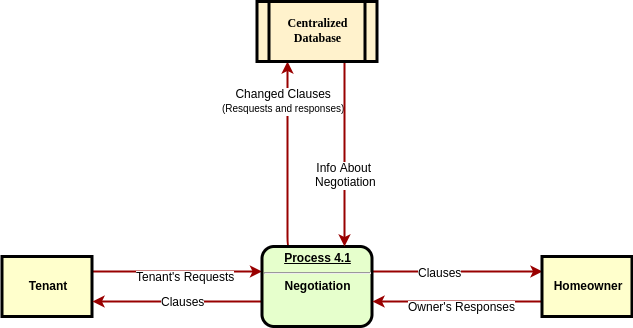 Centralized
Database
Changed Clauses
(Resquests and responses)
Info About
Negotiation
Process 4.1
Negotiation
Tenant
Tenant's Requests
Clauses
Clauses
Owner's Responses
Homeowner